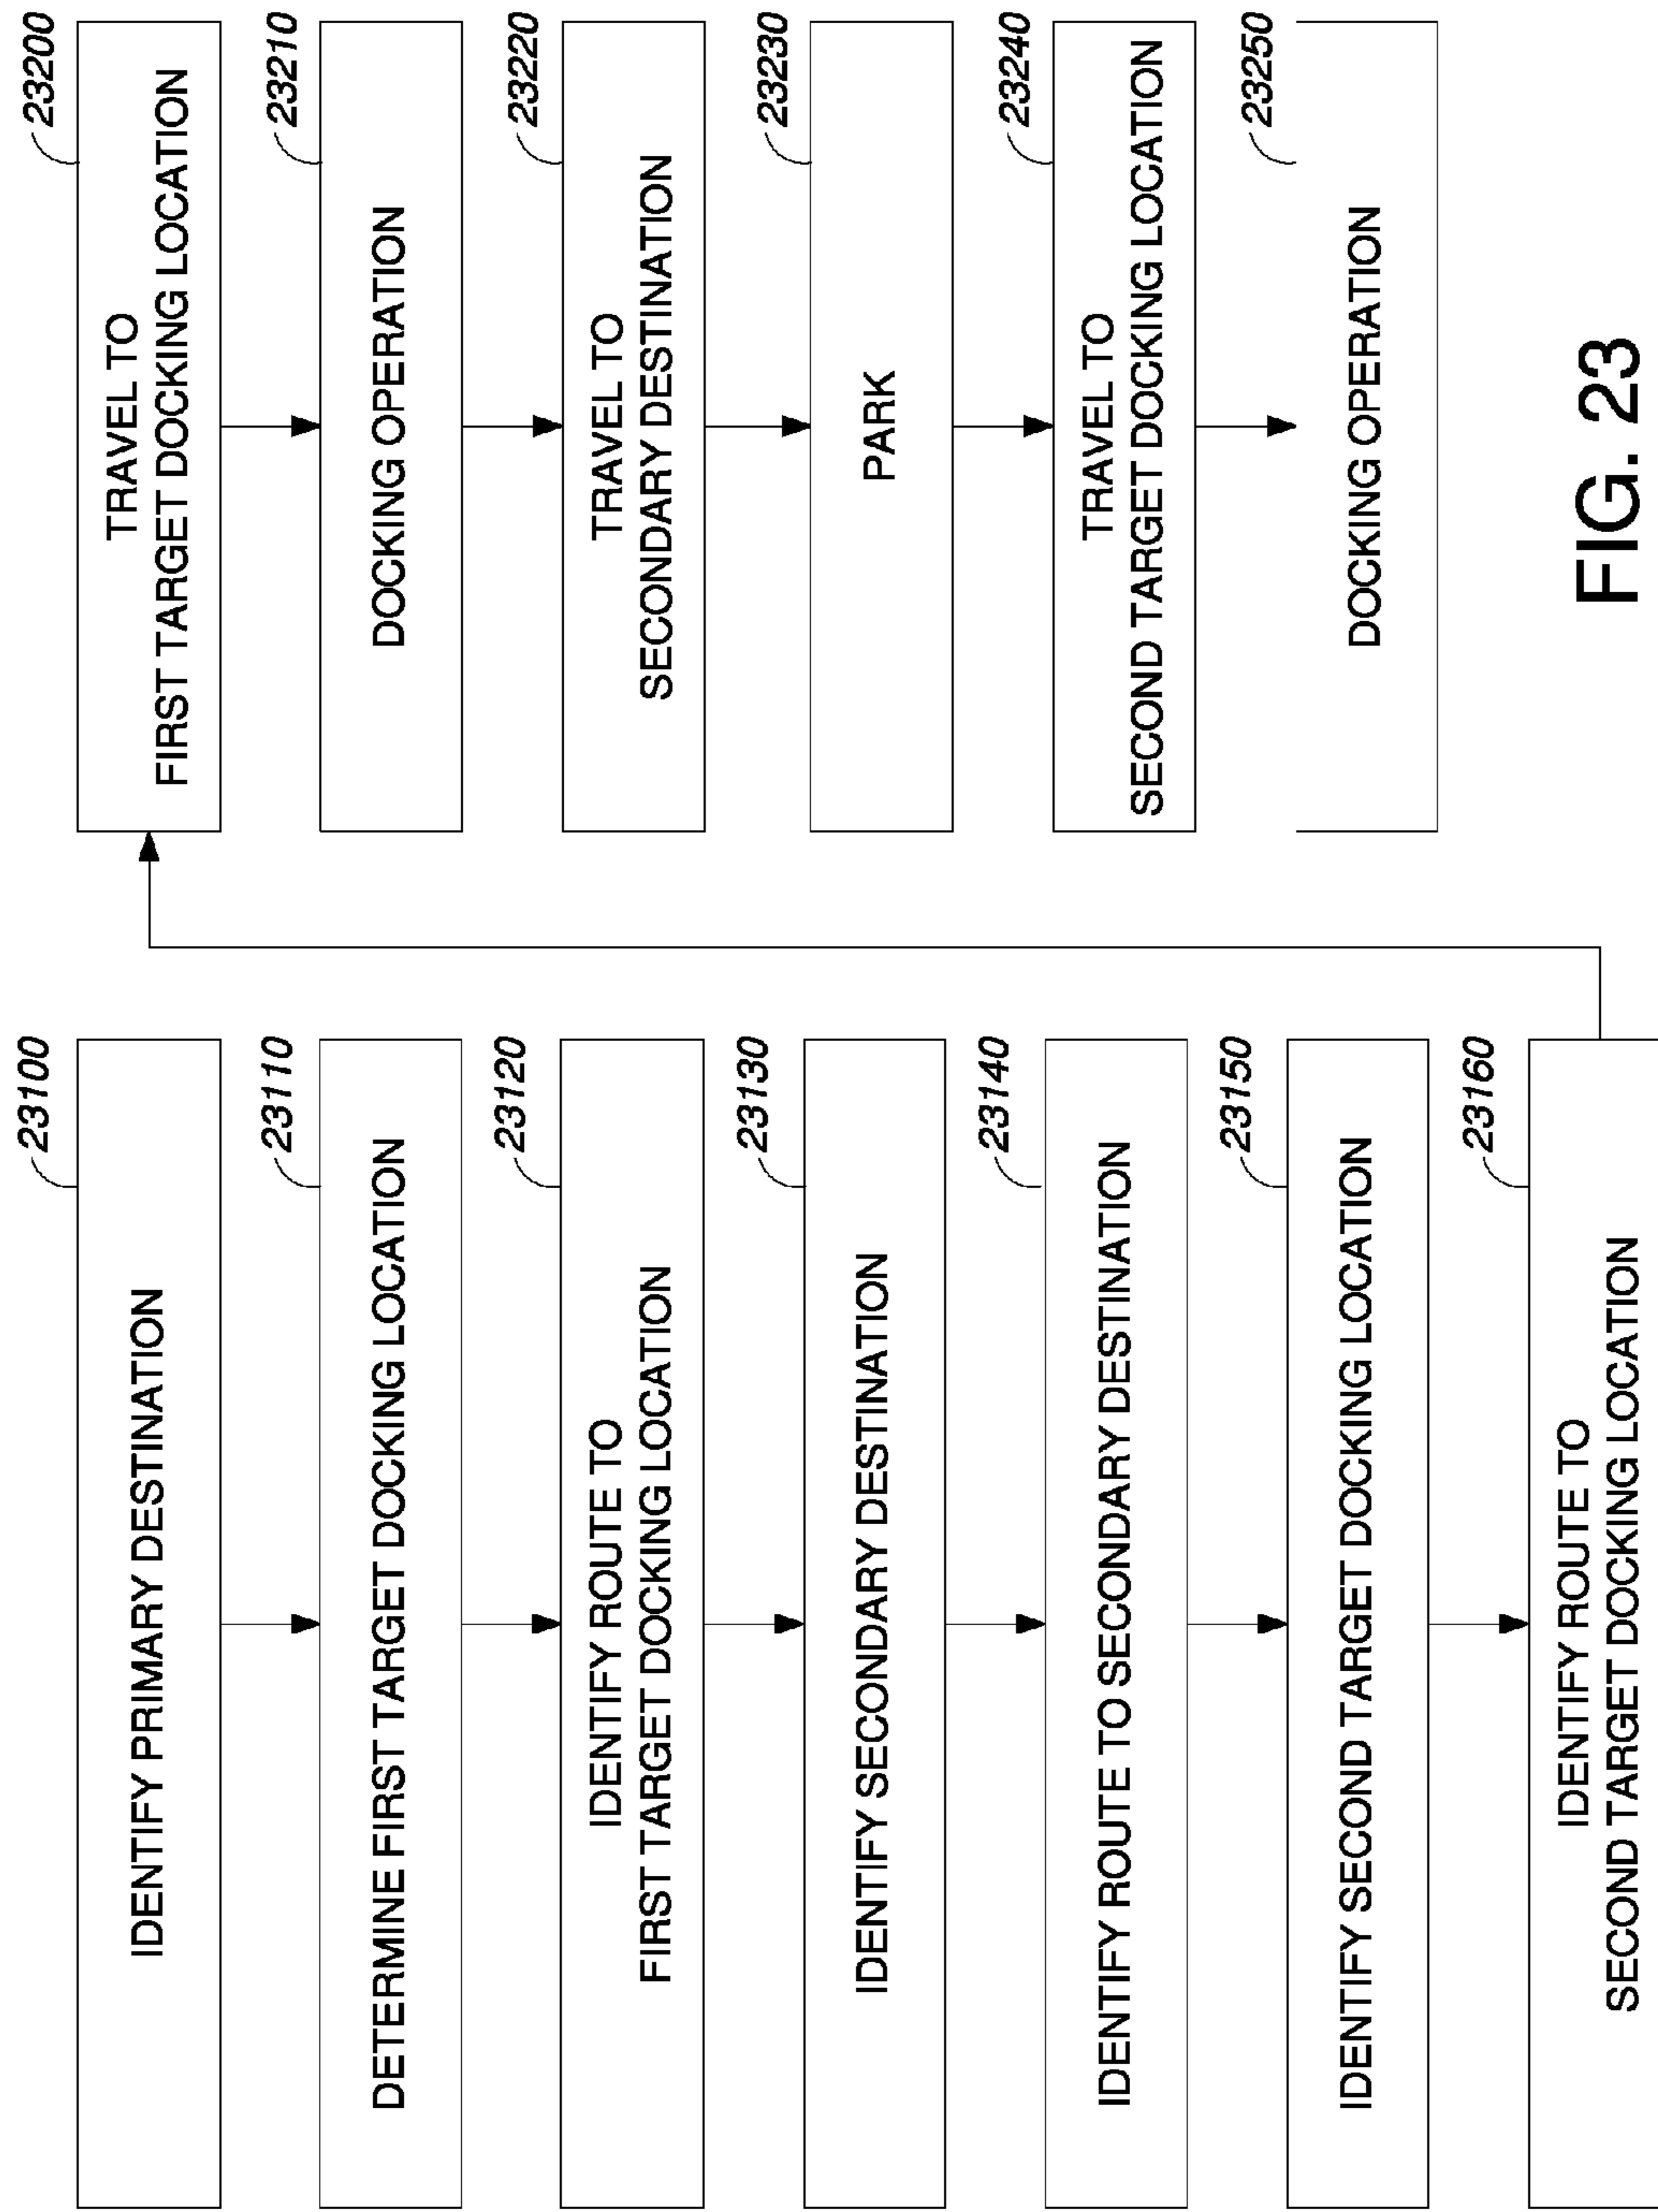 23100
IDENTIFY PRIMARY DESTINATION
23110
DETERMINE FIRST TARGET DOCKING LOCATION
23120
IDENTIFY ROUTE TO
FIRST TARGET DOCKING LOCATION
23130
IDENTIFY SECONDARY DESTINATION
23140
IDENTIFY ROUTE TO SECONDARY DESTINATION
23150
IDENTIFY SECOND TARGET DOCKING LOCATION
23160
IDENTIFY ROUTE TO
SECOND TARGET DOCKING LOCATION
23200
TRAVEL TO
FIRST TARGET DOCKING LOCATION
23210
DOCKING OPERATION
23220
TRAVEL TO
SECONDARY DESTINATION
23230
PARK
23240
TRAVEL TO
SECOND TARGET DOCKING LOCATION
23250
DOCKING OPERATION
FIG. 23